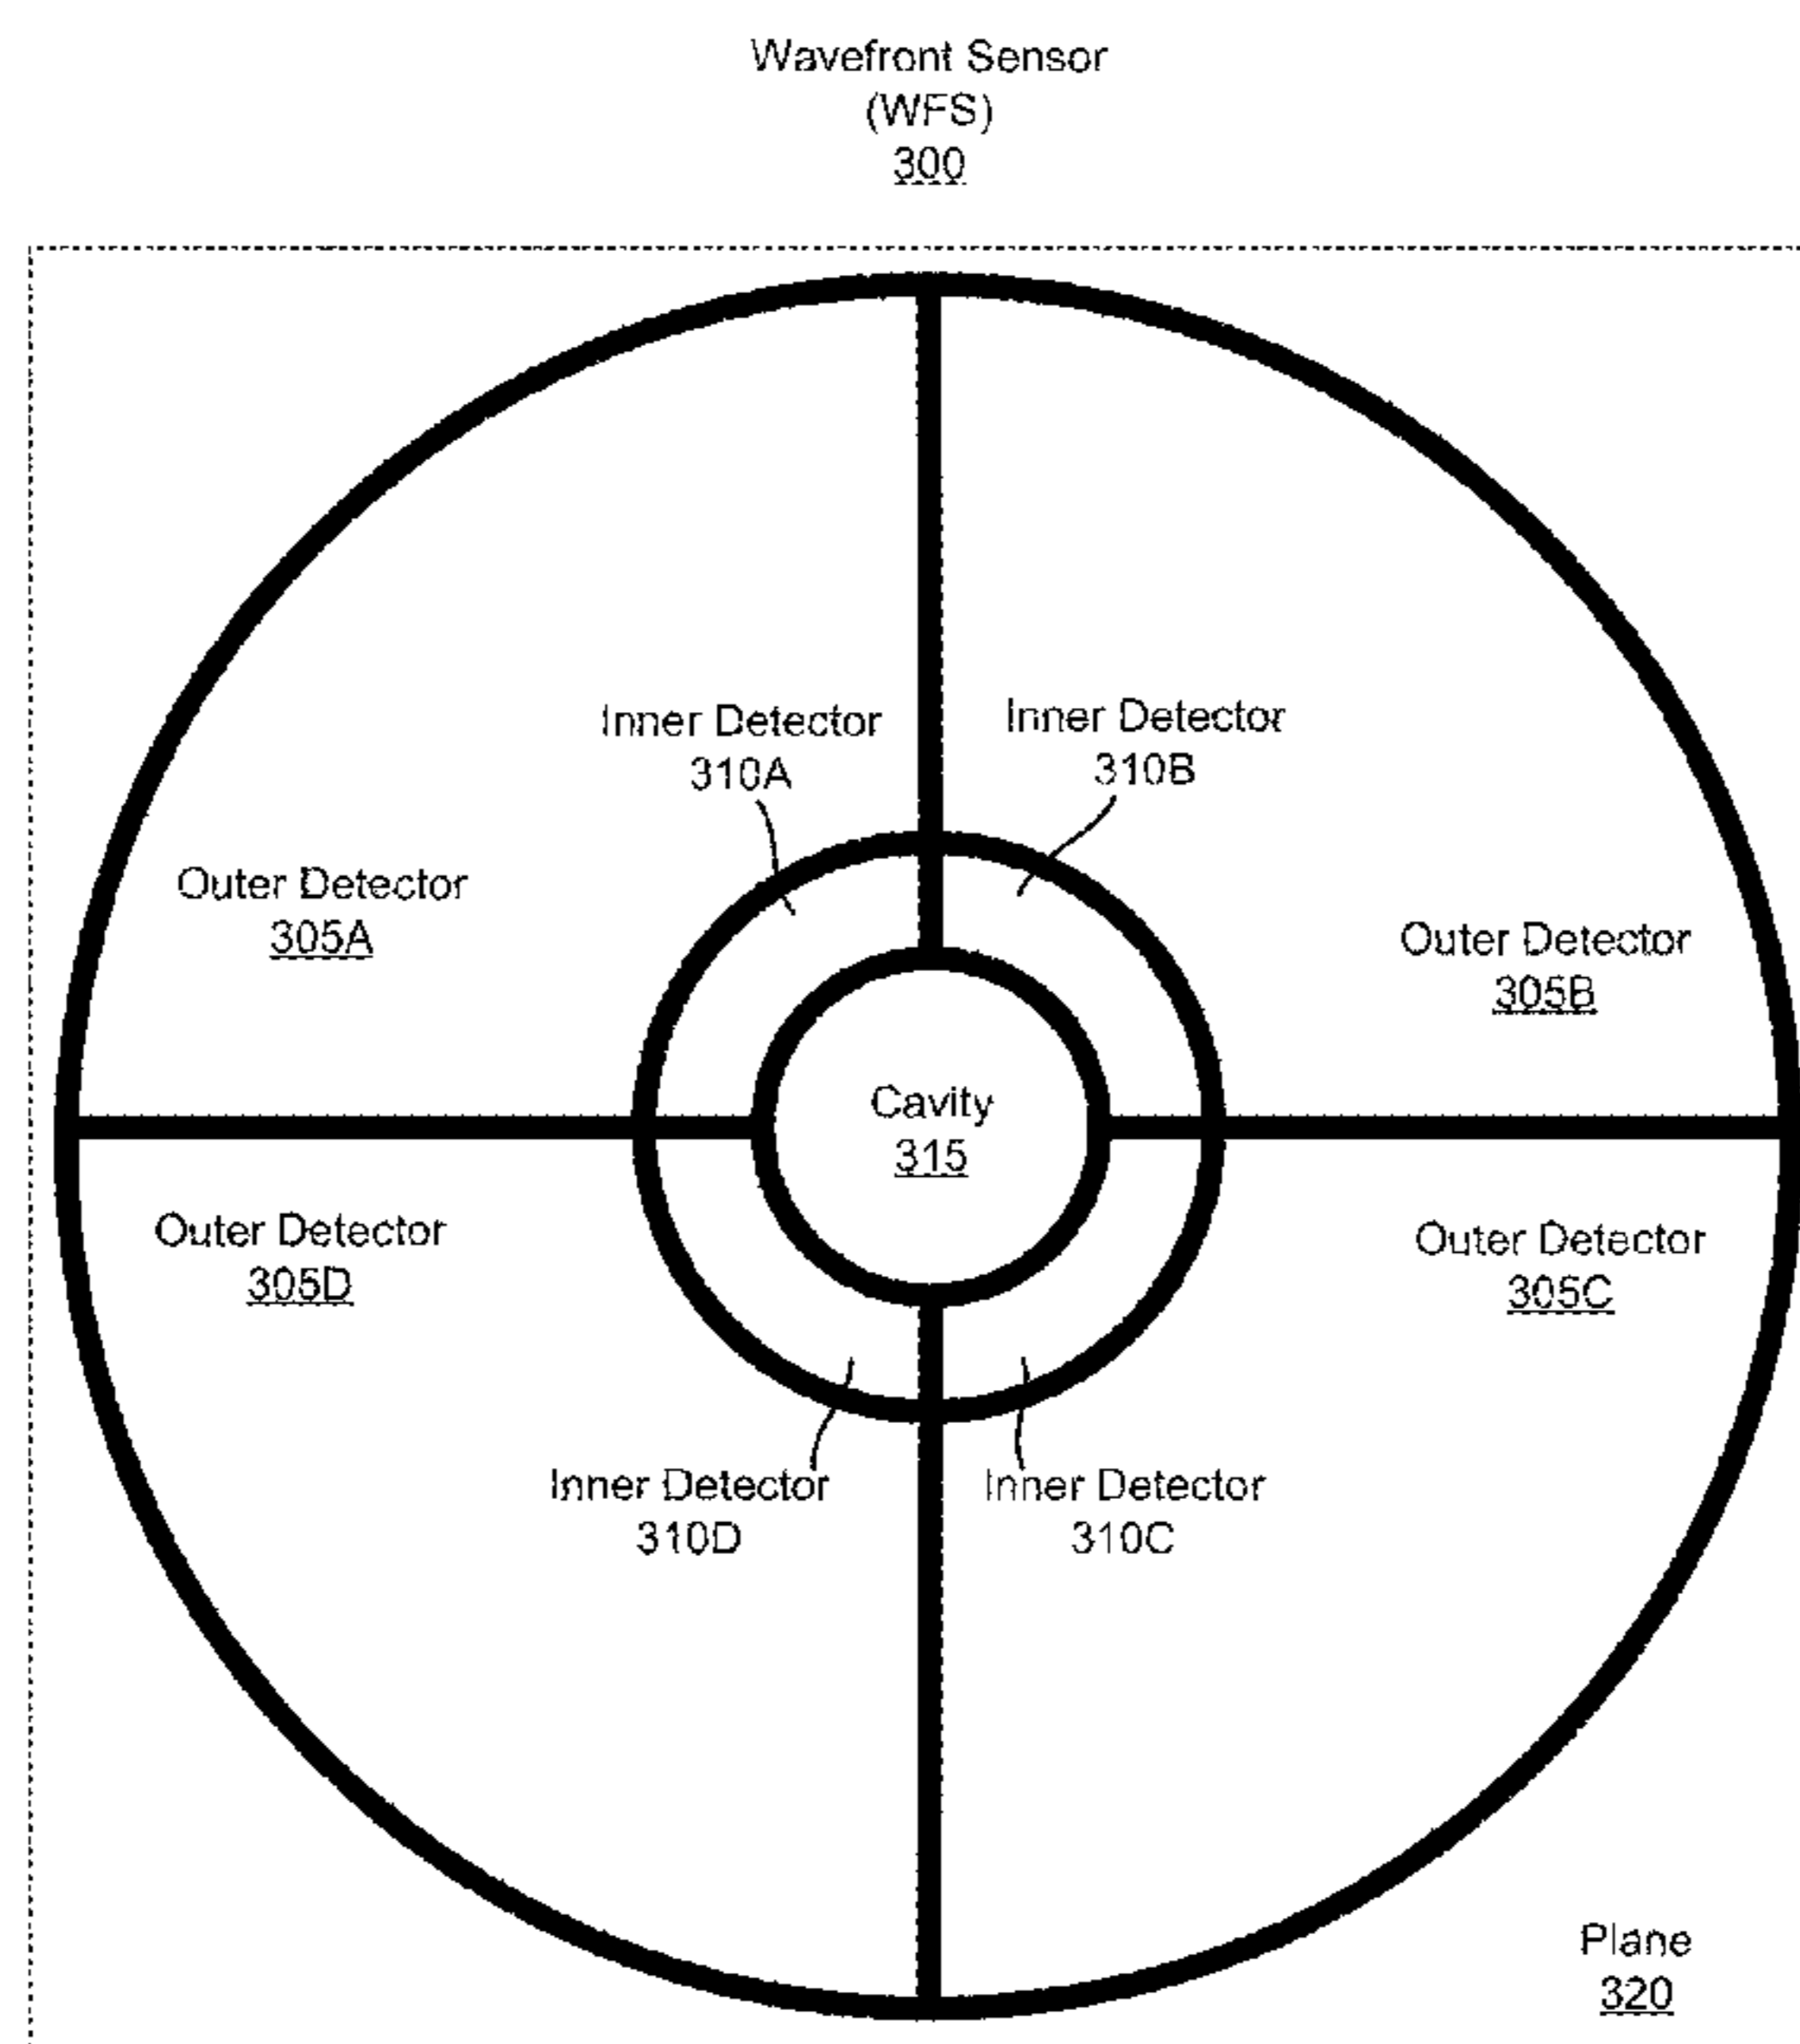 Wavefront Sensor
(WFS)
300
Inner Detector
310A
Inner Detector
310B
Outer Detector
305A
Outer Detector
305B
Cavity
315
Outer Detector
305D
Outer Detector
305C
Inner Detector
310D
Inner Detector
310C
Plane
320